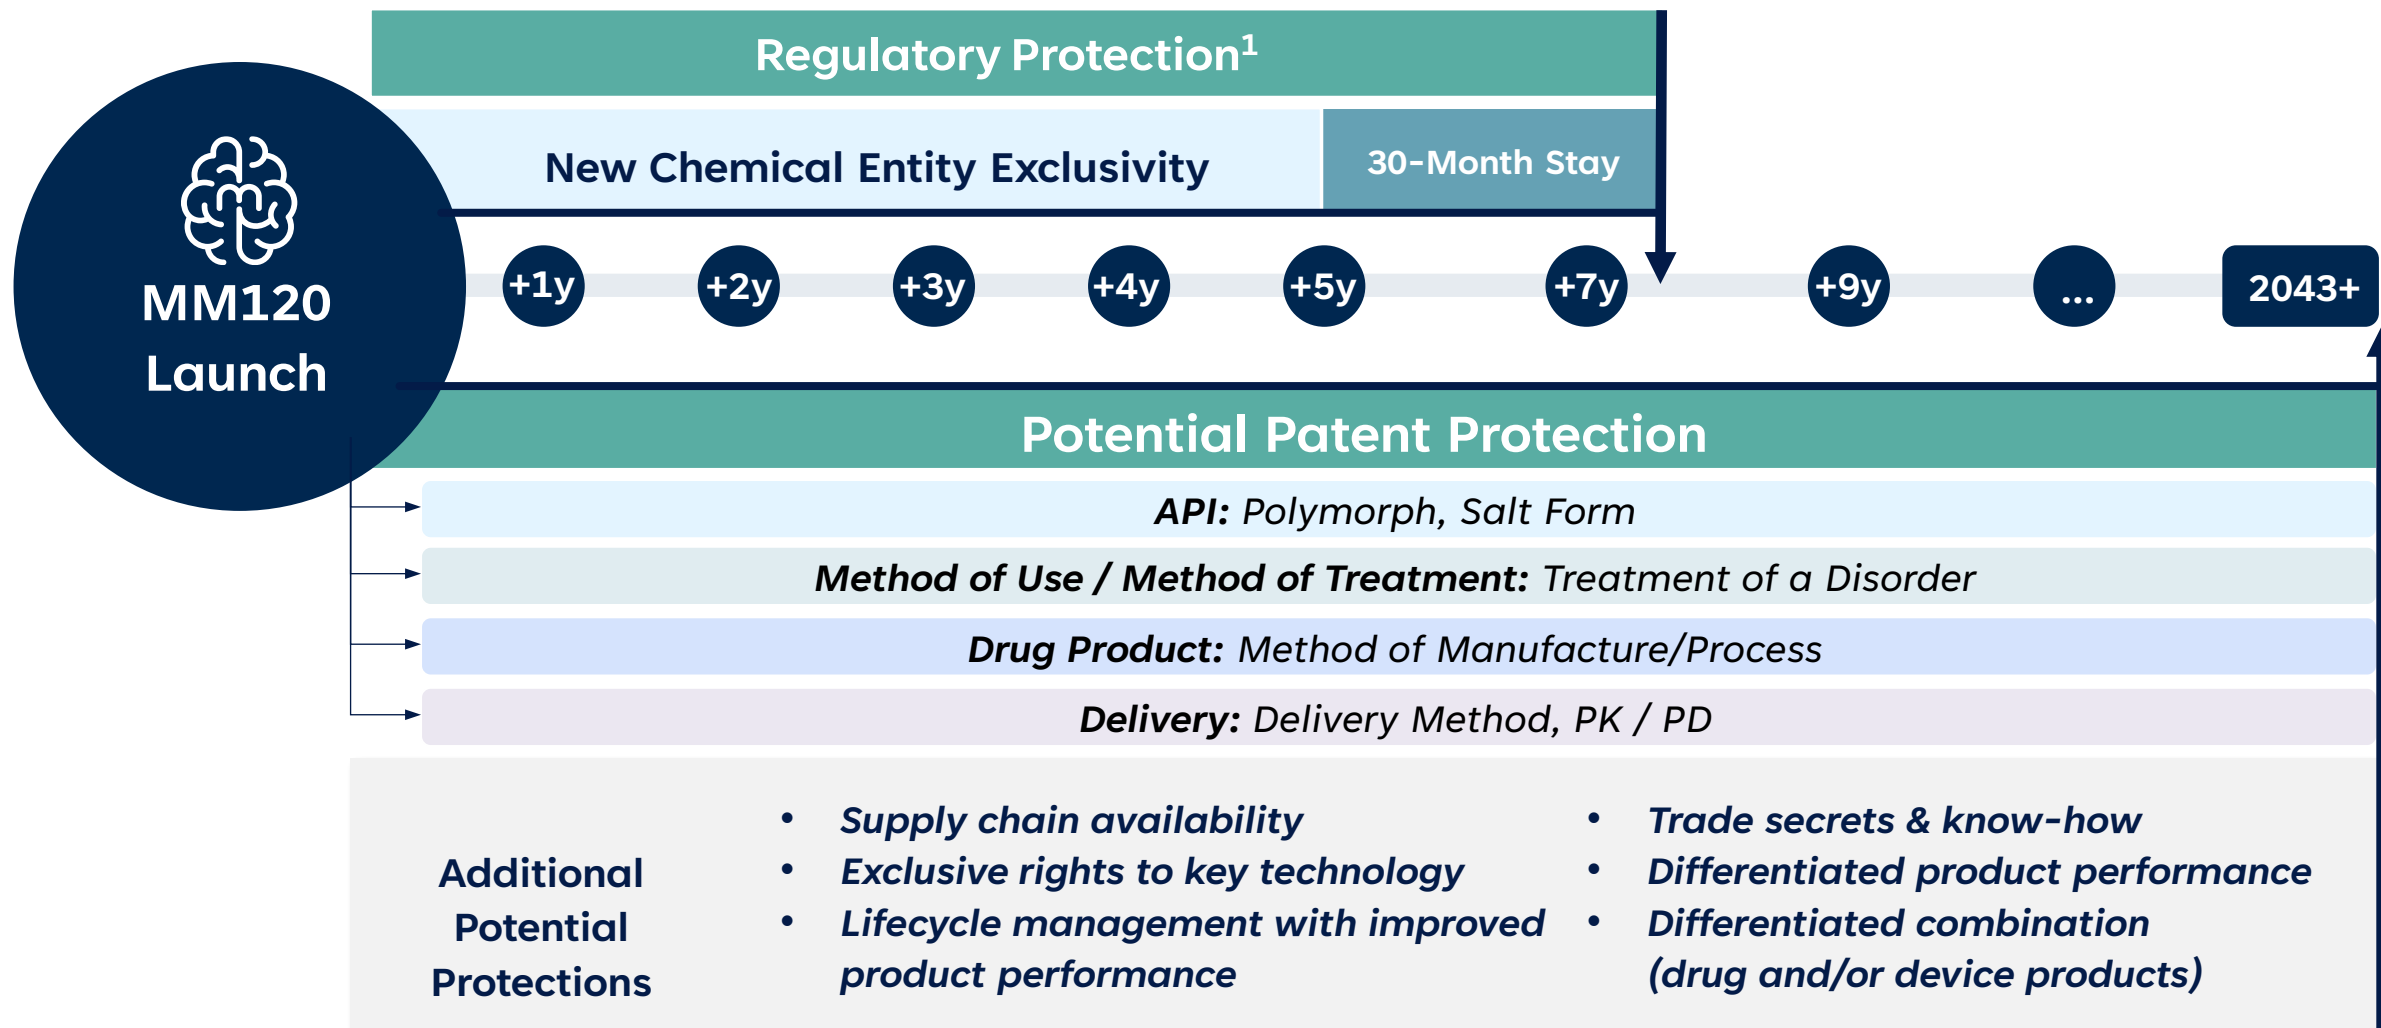 Regulatory Protection¹
New Chemical Entity Exclusivity
30-Month Stay
MM120
Launch
+1y
+2y
+3y
+4y
+5y
+7y
+9y
...
2043+
Potential Patent Protection
API: Polymorph, Salt Form
Method of Use / Method of Treatment: Treatment of a Disorder
Drug Product: Method of Manufacture/Process
Delivery: Delivery Method, PK / PD
Additional
Potential
Protections
• Supply chain availability
• Exclusive rights to key technology
• Lifecycle management with improved
product performance
• Trade secrets & know-how
• Differentiated product performance
• Differentiated combination
(drug and/or device products)